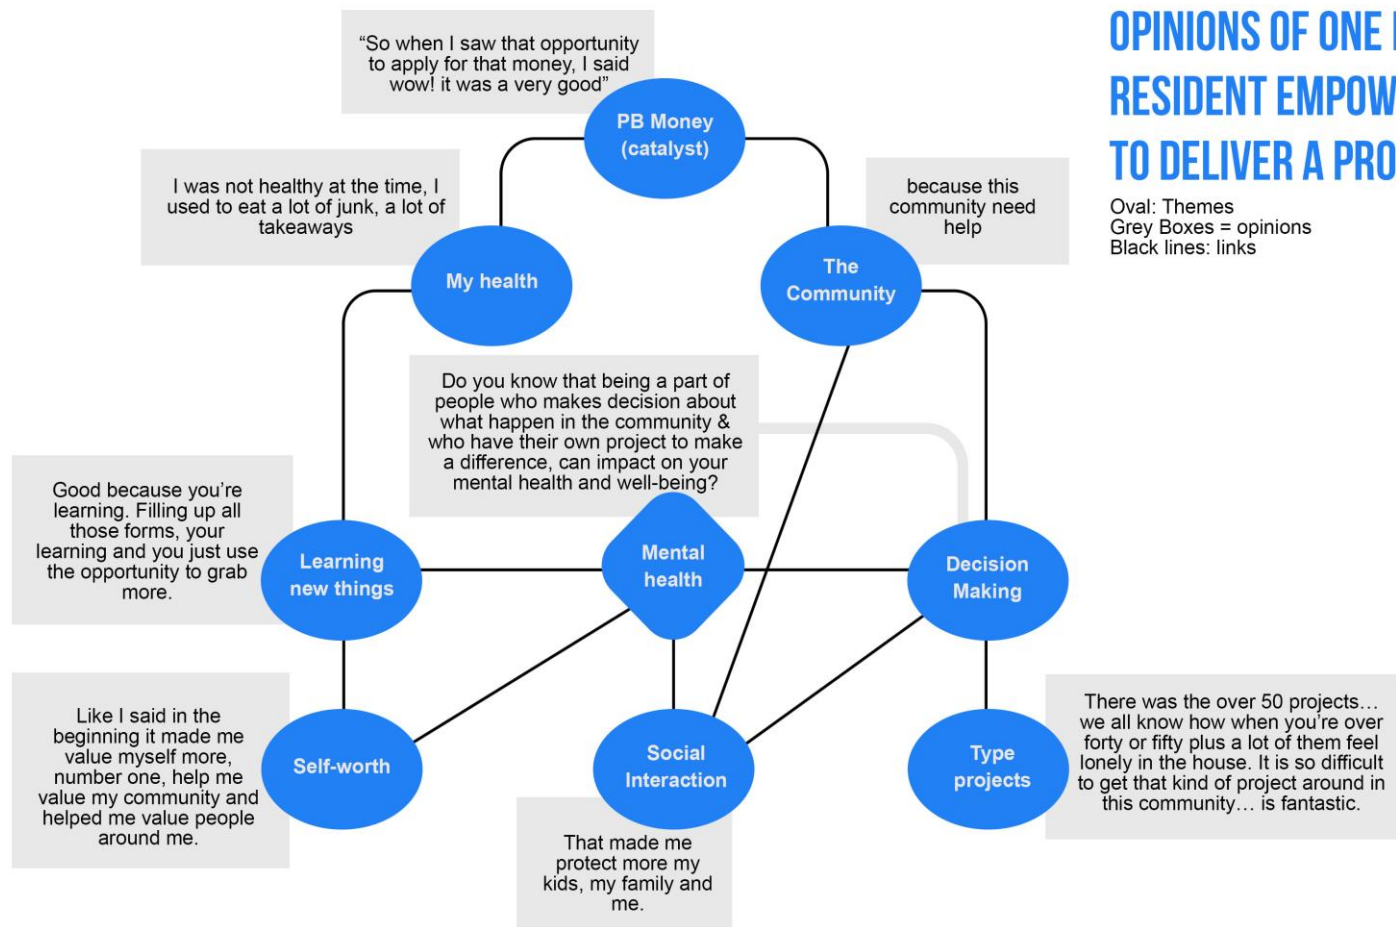 OPINIONS OF ONE
RESIDENT EMPOW
TO DELIVER A PRO
Oval: Themes
Grey Boxes = opinions
Black lines: links
“So when I saw that opportunity
to apply for that money, I said
wow! it was a very good”
PB Money
(catalyst)
I was not healthy at the time, I
used to eat a lot of junk, a lot of
takeaways
because this
community need
help
My health
The
Community
Do you know that being a part of
people who makes decision about
what happen in the community &
who have their own project to make
a difference, can impact on your
mental health and well-being?
Good because you’re
learning. Filling up all
those forms, your
learning and you just use
the opportunity to grab
more.
Learning
new things
Mental
health
Decision
Making
Like I said in the
beginning it made me
value myself more,
number one, help me
value my community and
helped me value people
around me.
Self-worth
Social
Interaction
Type
projects
There was the over 50 projects…
we all know how when you’re over
forty or fifty plus a lot of them feel
lonely in the house. It is so difficult
to get that kind of project around in
this community… is fantastic.
That made me
protect more my
kids, my family and
me.